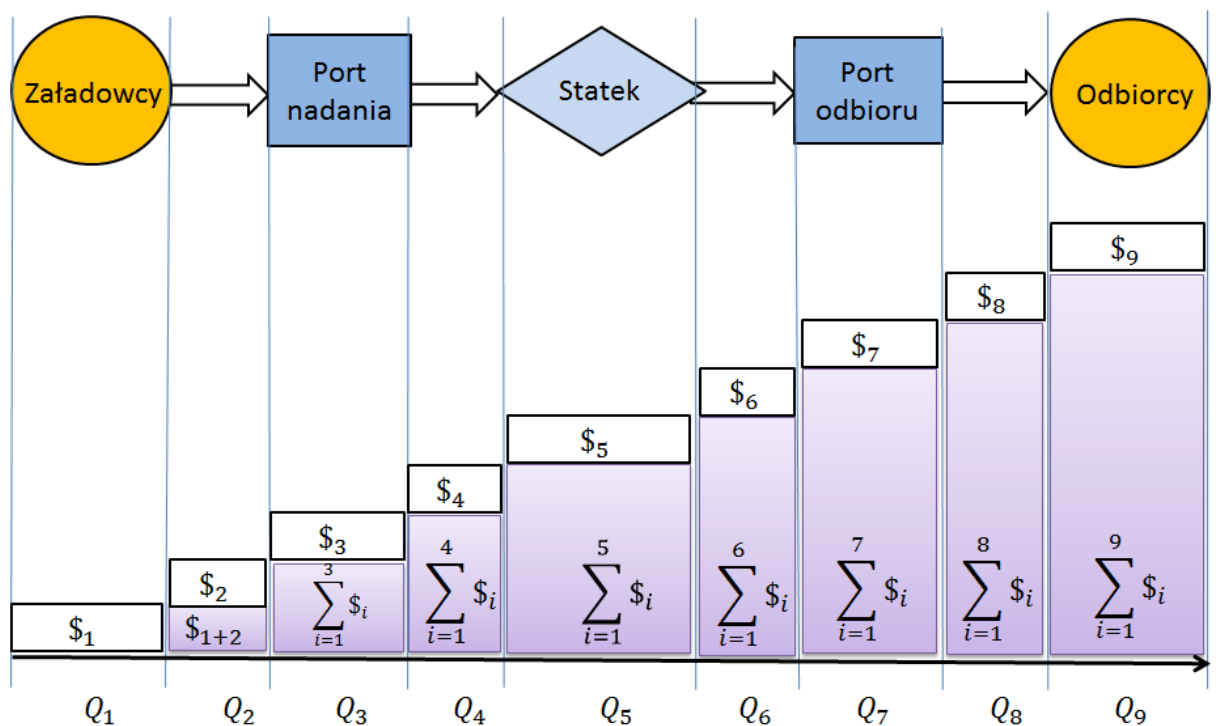 Załadowcy
Port
nadania
Statek
Port
odbioru
Odbiorcy
$₉
$₈
$₇
$₆
$₅
$₄
$₃
$₂
$₁
$₁₊₂
3
∑ $ᵢ
i=1
4
∑ $ᵢ
i=1
5
∑ $ᵢ
i=1
6
∑ $ᵢ
i=1
7
∑ $ᵢ
i=1
8
∑ $ᵢ
i=1
9
∑ $ᵢ
i=1
Q₁ Q₂ Q₃ Q₄ Q₅ Q₆ Q₇ Q₈ Q₉